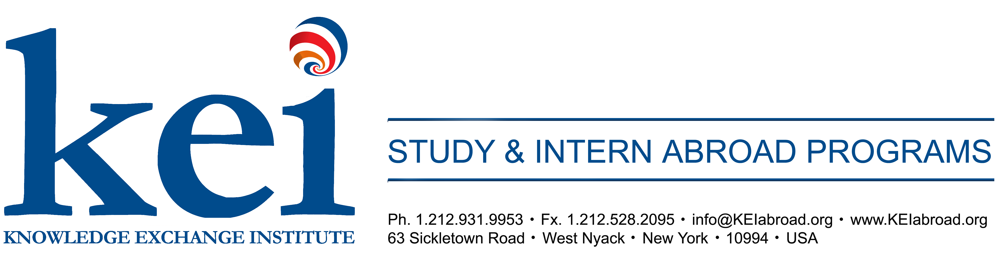 kei
KNOWLEDGE EXCHANGE INSTITUTE
STUDY & INTERN ABROAD PROGRAMS
Ph. 1.212.931.9953 • Fx. 1.212.528.2095 • info@KEIabroad.org • www.KEIabroad.org
63 Sickletown Road • West Nyack • New York • 10994 • USA